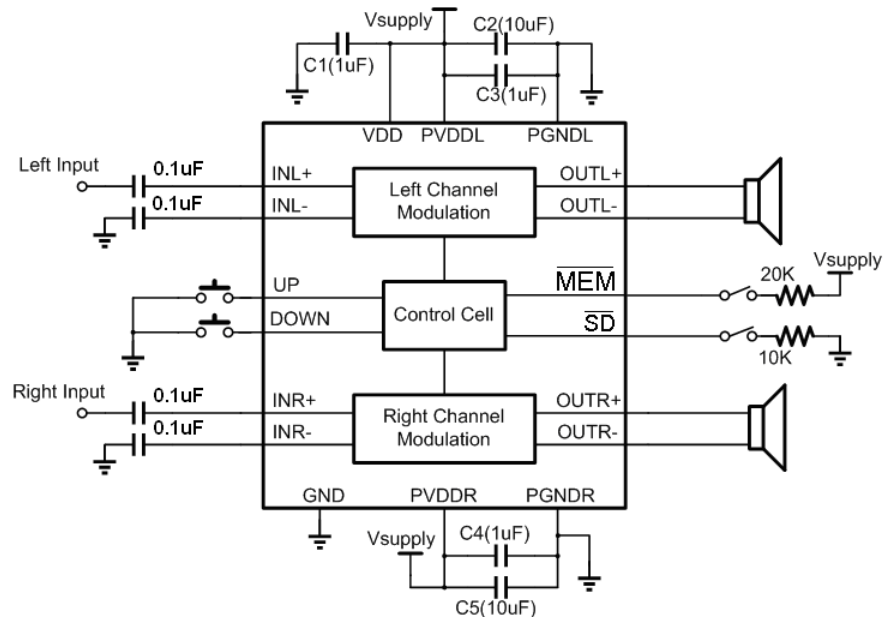 Vsupply
C2(10uF)
C1(1uF)
C3(1uF)
VDD
PVDDL
PGNDL
Left Input
0.1uF
INL+
OUTL+
0.1uF
INL-
OUTL-
Left Channel
Modulation
UP
DOWN
Control Cell
MEM
SD
20K
Vsupply
10K
Right Input
0.1uF
INR+
OUTR+
0.1uF
INR-
OUTR-
Right Channel
Modulation
GND
PVDDR
PGNDR
Vsupply
C4(1uF)
C5(10uF)